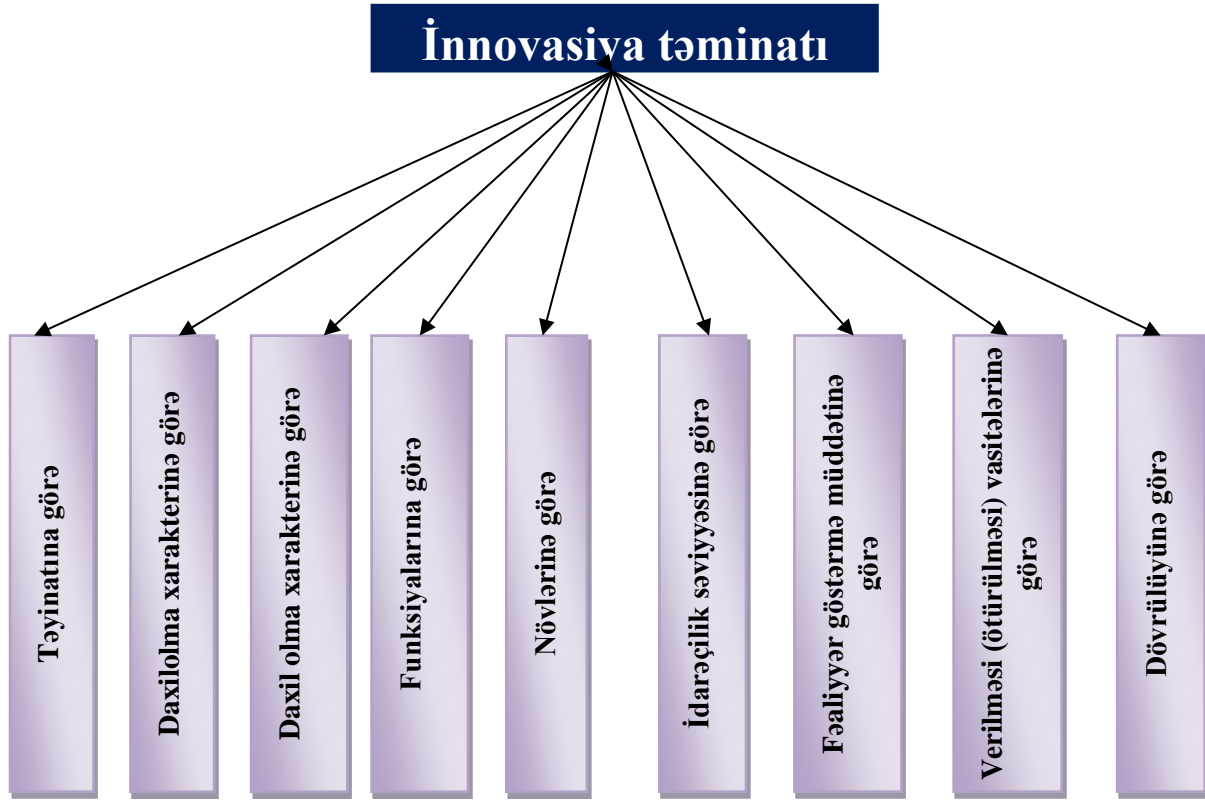 İnnovasiya təminatı
Təyinatına görə
Daxilolma xarakterinə görə
Daxil olma xarakterinə görə
Funksiyalarına görə
Növlərinə görə
İdarəçilik səviyyəsinə görə
Fəaliyyər göstərmə müddətinə
görə
Verilməsi (ötürülməsi) vasitələrinə
görə
Dövrülüyünə görə